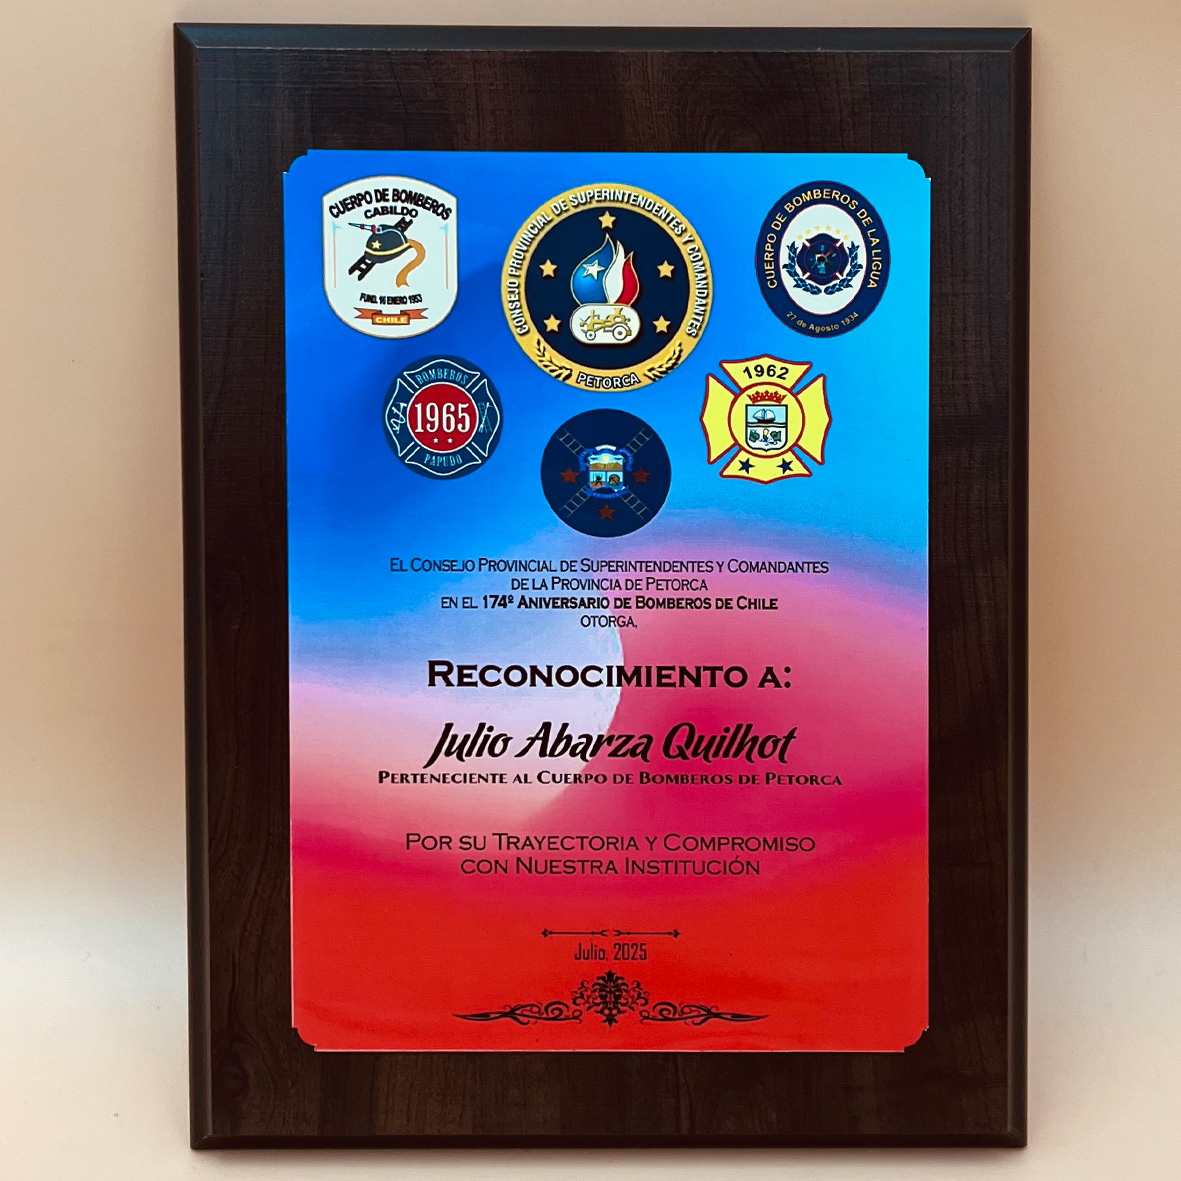 CUERPO DE BOMBEROS
CABILDO
FUND. 16 ENERO 1953
CHILE
CONSEJO PROVINCIAL DE SUPERINTENDENTES Y COMANDANTES
PETORCA
CUERPO DE BOMBEROS DE LA LIGUA
27 de Agosto 1934
BOMBEROS
1965
PAPUDO
1962
El Consejo Provincial de Superintendentes y Comandantes
de la Provincia de Petorca
en el 174º Aniversario de Bomberos de Chile
otorga,
Reconocimiento a:
Julio Abarza Quilhot
Perteneciente al Cuerpo de Bomberos de Petorca
Por su Trayectoria y Compromiso
con Nuestra Institución
Julio, 2025